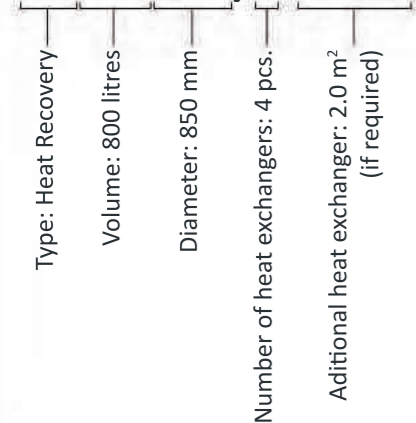 Type: Heat Recovery
Volume: 800 litres
Diameter: 850 mm
Number of heat exchangers: 4 pcs.
Aditional heat exchanger: 2.0 m²
(if required)